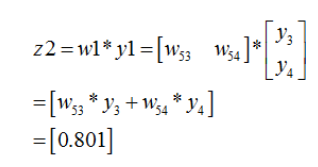 z2 = w1 * y1 = [w₅₃ w₅₄] * [y₃ y₄]
= [w₅₃ * y₃ + w₅₄ * y₄]
= [0.801]